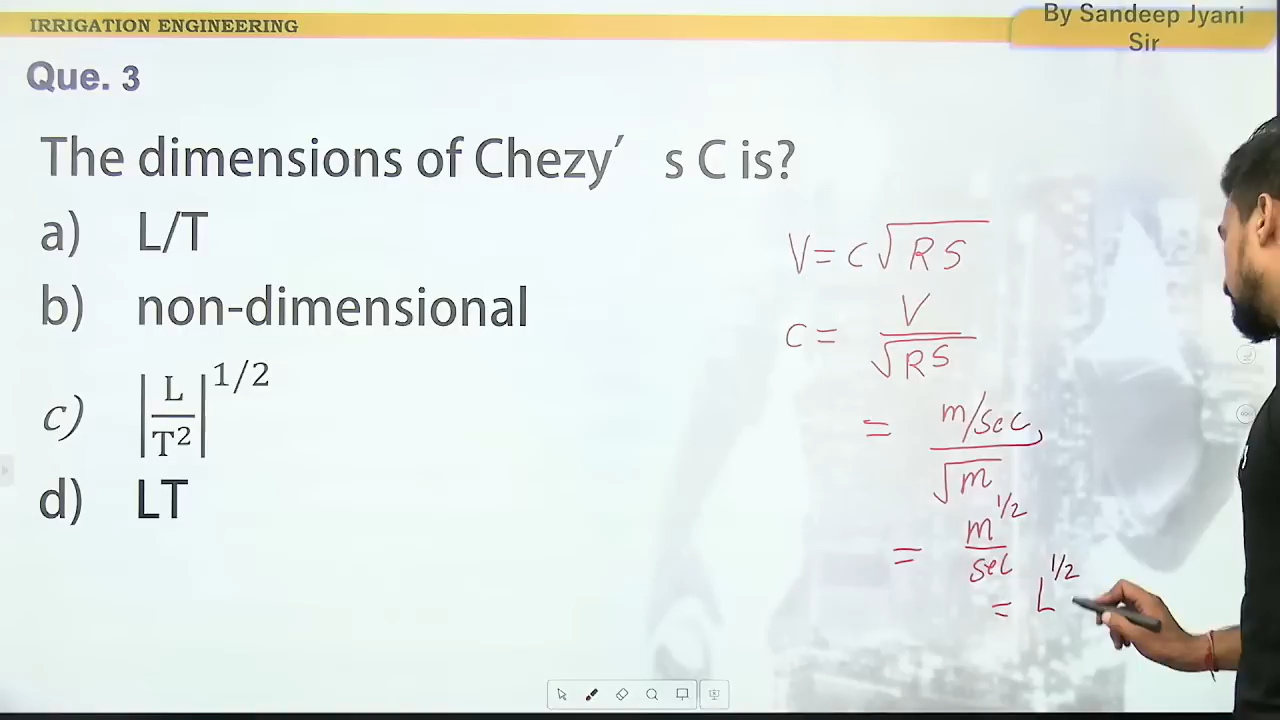 IRRIGATION ENGINEERING
By Sandeep Jyani
Sir
Que. 3
The dimensions of Chezy′ s C is?
a) L/T
b) non-dimensional
c) |L/T²|^1/2
d) LT
V = C√RS
C = V/√RS
= m/sec/√m
= m^1/2/sec
= L^1/2